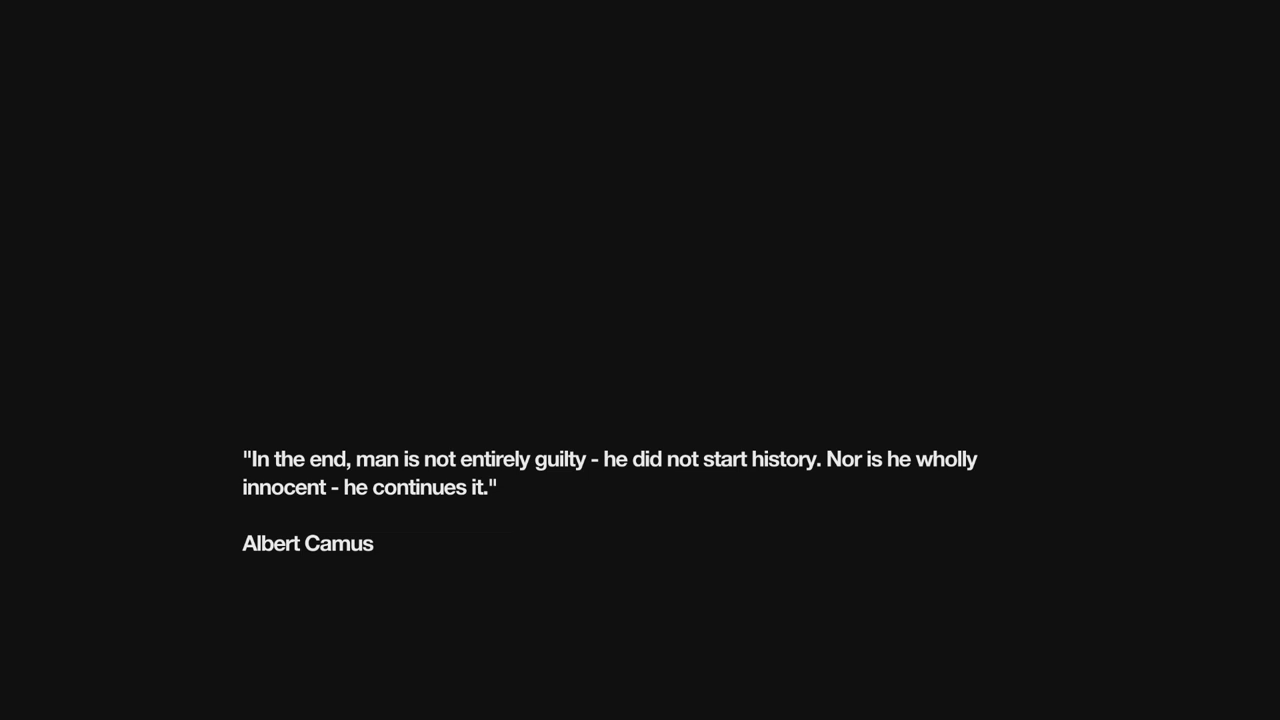 "In the end, man is not entirely guilty - he did not start history. Nor is he wholly
innocent - he continues it."
Albert Camus